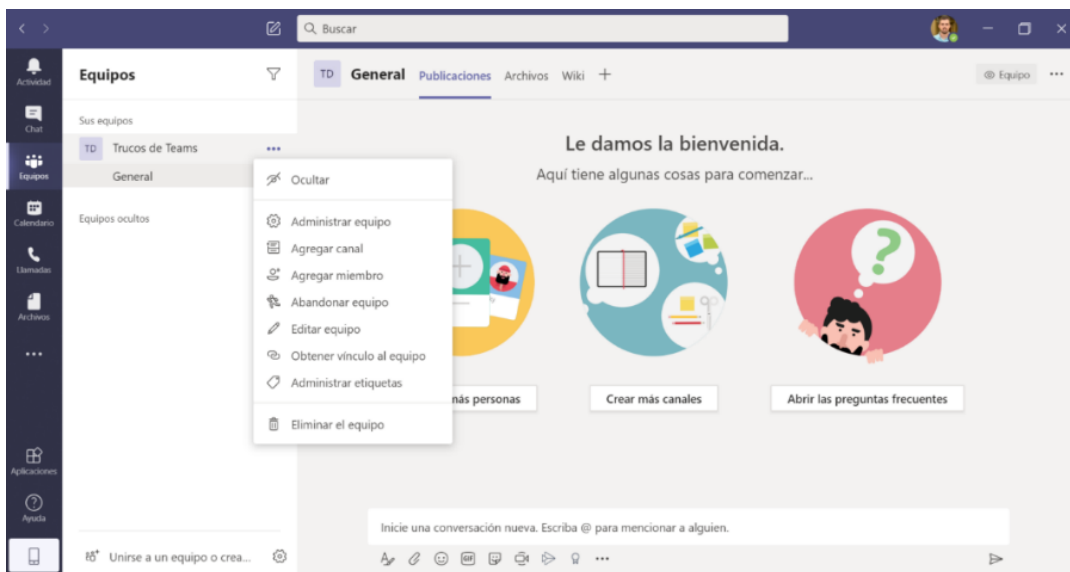 Buscar
Actividad
Chat
Equipos
Calendario
Llamadas
Archivos
Aplicaciones
Ayuda
Equipos
Sus equipos
TD Trucos de Teams
General
Equipos ocultos
Unirse a un equipo o crea...
Ocultar
Administrar equipo
Agregar canal
Agregar miembro
Abandonar equipo
Editar equipo
Obtener vínculo al equipo
Administrar etiquetas
Eliminar el equipo
TD General Publicaciones Archivos Wiki
Equipo
Le damos la bienvenida.
Aquí tiene algunas cosas para comenzar...
más personas
Crear más canales
Abrir las preguntas frecuentes
Inicie una conversación nueva. Escriba @ para mencionar a alguien.
GIF